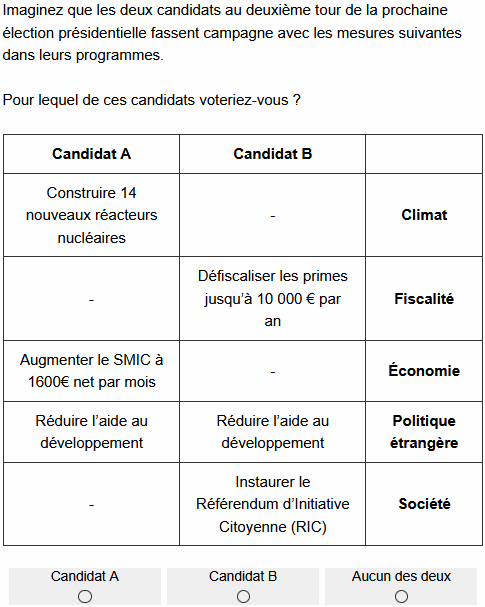 Imaginez que les deux candidats au deuxième tour de la prochaine
élection présidentielle fassent campagne avec les mesures suivantes
dans leurs programmes.
Pour lequel de ces candidats voteriez-vous ?
Candidat A
Candidat B
Construire 14
nouveaux réacteurs
nucléaires
-
Climat
-
Défiscaliser les primes
jusqu'à 10 000 € par
an
Fiscalité
Augmenter le SMIC à
1600€ net par mois
-
Économie
Réduire l'aide au
développement
Réduire l'aide au
développement
Politique
étrangère
-
Instaurer le
Référendum d'Initiative
Citoyenne (RIC)
Société
Candidat A
Candidat B
Aucun des deux